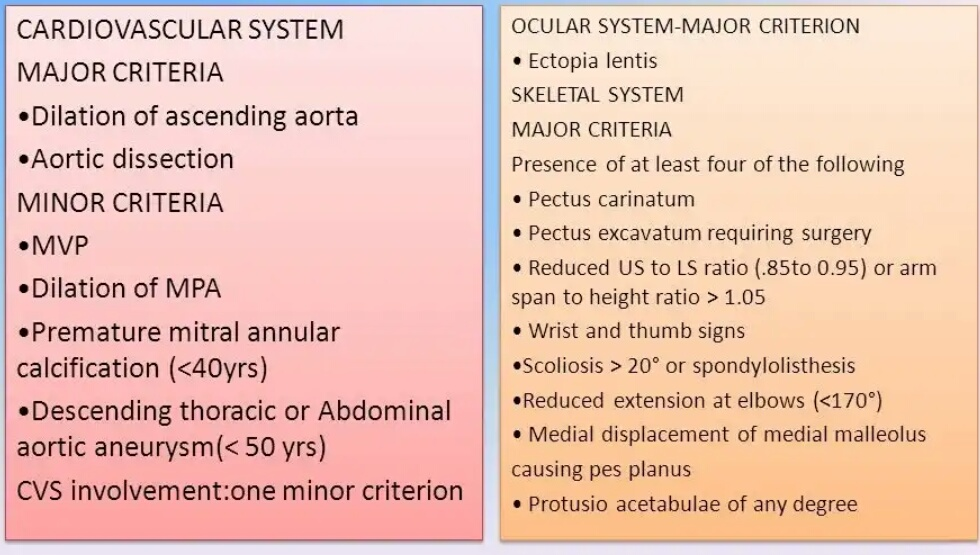 CARDIOVASCULAR SYSTEM
MAJOR CRITERIA
•Dilation of ascending aorta
•Aortic dissection
MINOR CRITERIA
•MVP
•Dilation of MPA
•Premature mitral annular
calcification (<40yrs)
•Descending thoracic or Abdominal
aortic aneurysm(< 50 yrs)
CVS involvement:one minor criterion
OCULAR SYSTEM-MAJOR CRITERION
• Ectopia lentis
SKELETAL SYSTEM
MAJOR CRITERIA
Presence of at least four of the following
• Pectus carinatum
• Pectus excavatum requiring surgery
• Reduced US to LS ratio (.85to 0.95) or arm
span to height ratio > 1.05
• Wrist and thumb signs
•Scoliosis > 20° or spondylolisthesis
•Reduced extension at elbows (<170°)
• Medial displacement of medial malleolus
causing pes planus
• Protusio acetabulae of any degree